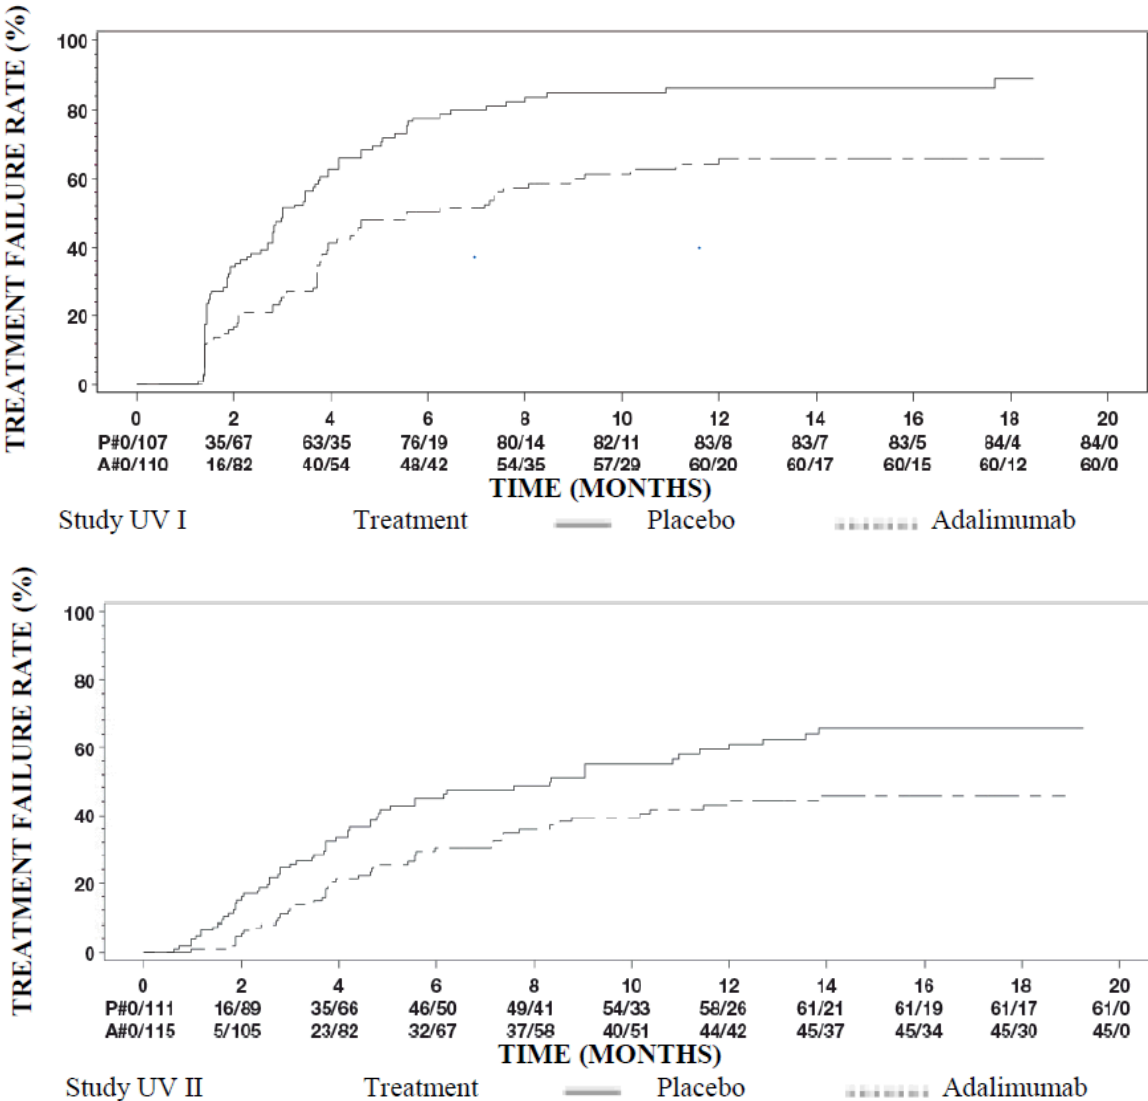 TREATMENT FAILURE RATE (%)
100
80
60
40
20
0
0 2 4 6 8 10 12 14 16 18 20
P#0/107 35/67 63/35 76/19 80/14 82/11 83/8 83/7 83/5 84/4 84/0
A#0/110 16/82 40/54 48/42 54/35 57/29 60/20 60/17 60/15 60/12 60/0
TIME (MONTHS)
Study UV I Treatment Placebo Adalimumab
TREATMENT FAILURE RATE (%)
100
80
60
40
20
0
0 2 4 6 8 10 12 14 16 18 20
P#0/111 16/89 35/66 46/50 49/41 54/33 58/26 61/21 61/19 61/17 61/0
A#0/115 5/105 23/82 32/67 37/58 40/51 44/42 45/37 45/34 45/30 45/0
TIME (MONTHS)
Study UV II Treatment Placebo Adalimumab